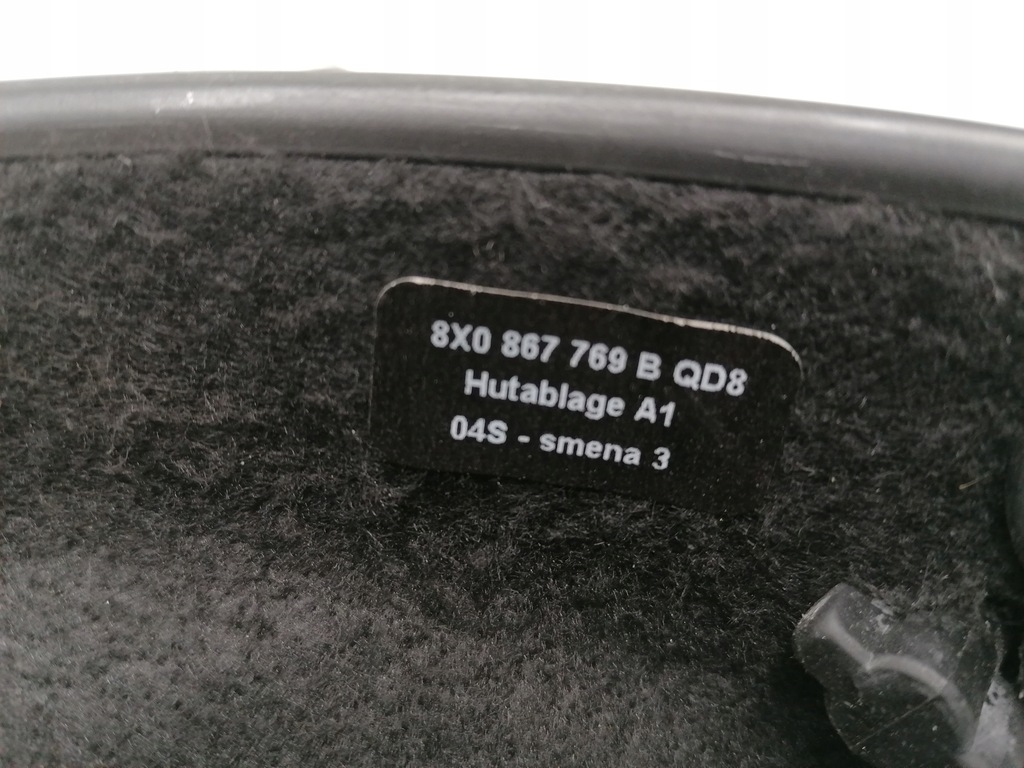 8X0 867 769 B QD8
Hutablage A1
04S - smena 3